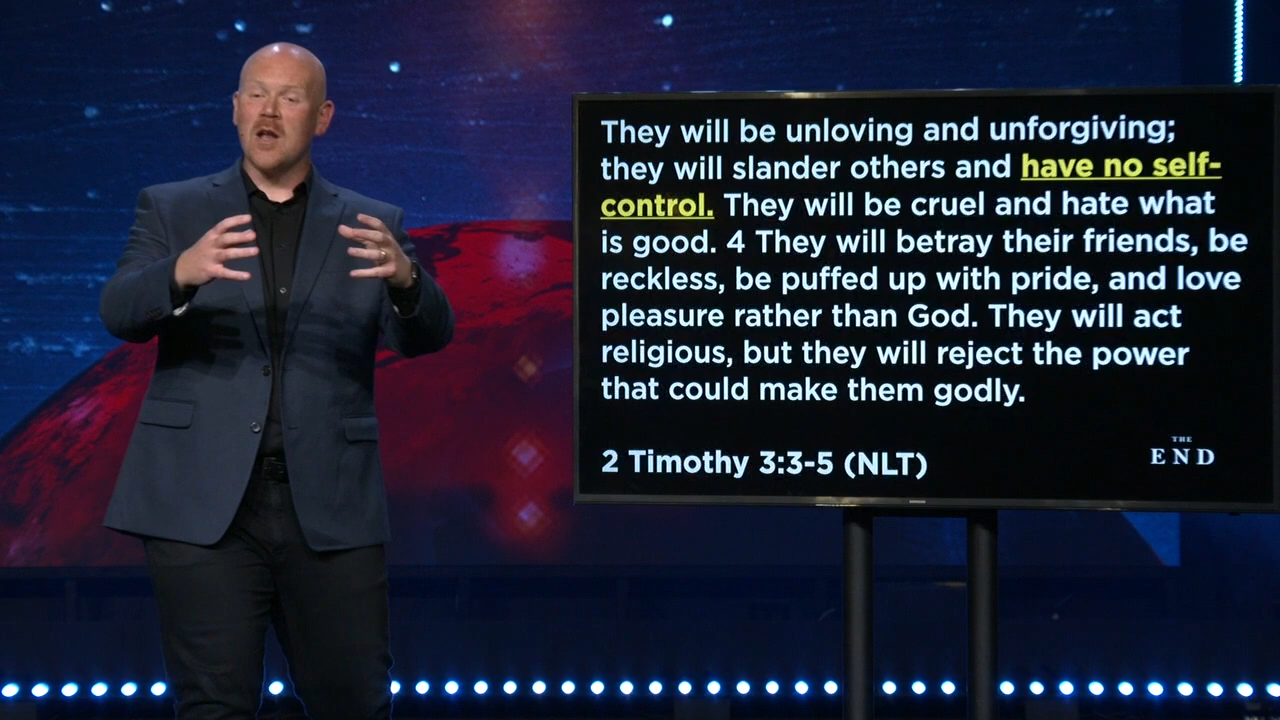 They will be unloving and unforgiving;
they will slander others and have no self-
control. They will be cruel and hate what
is good. 4 They will betray their friends, be
reckless, be puffed up with pride, and love
pleasure rather than God. They will act
religious, but they will reject the power
that could make them godly.
2 Timothy 3:3-5 (NLT)
THE
END
SAMSUNG